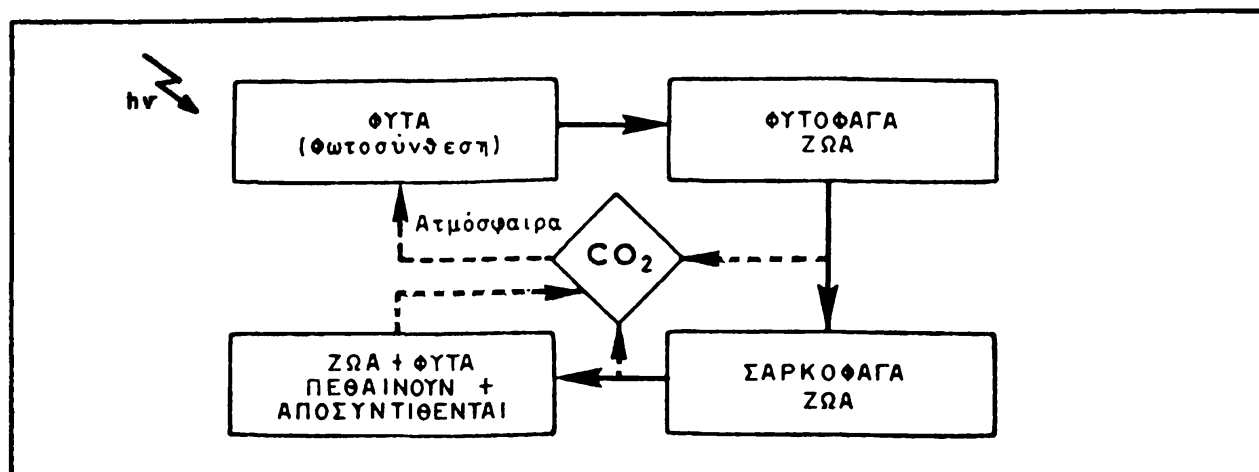 hν
ΦΥΤΑ
(Φωτοσύνθεση)
ΦΥΤΟΦΑΓΑ
ΖΩΑ
Ατμόσφαιρα
CO₂
ΖΩΑ + ΦΥΤΑ
ΠΕΘΑΙΝΟΥΝ +
ΑΠΟΣΥΝΤΙΘΕΝΤΑΙ
ΣΑΡΚΟΦΑΓΑ
ΖΩΑ